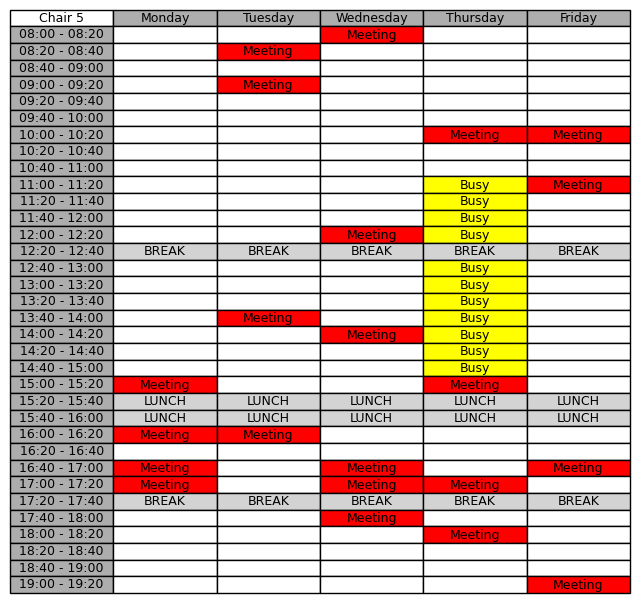 Chair 5 Monday Tuesday Wednesday Thursday Friday
08:00 - 08:20 Meeting
08:20 - 08:40 Meeting
08:40 - 09:00
09:00 - 09:20 Meeting
09:20 - 09:40
09:40 - 10:00
10:00 - 10:20 Meeting Meeting
10:20 - 10:40
10:40 - 11:00
11:00 - 11:20 Busy Meeting
11:20 - 11:40 Busy
11:40 - 12:00 Busy
12:00 - 12:20 Meeting Busy
12:20 - 12:40 BREAK BREAK BREAK BREAK BREAK
12:40 - 13:00 Busy
13:00 - 13:20 Busy
13:20 - 13:40 Busy
13:40 - 14:00 Meeting Busy
14:00 - 14:20 Meeting Busy
14:20 - 14:40 Busy
14:40 - 15:00 Busy
15:00 - 15:20 Meeting Meeting
15:20 - 15:40 LUNCH LUNCH LUNCH LUNCH LUNCH
15:40 - 16:00 LUNCH LUNCH LUNCH LUNCH LUNCH
16:00 - 16:20 Meeting Meeting
16:20 - 16:40
16:40 - 17:00 Meeting Meeting Meeting
17:00 - 17:20 Meeting Meeting Meeting
17:20 - 17:40 BREAK BREAK BREAK BREAK BREAK
17:40 - 18:00 Meeting
18:00 - 18:20 Meeting
18:20 - 18:40
18:40 - 19:00
19:00 - 19:20 Meeting